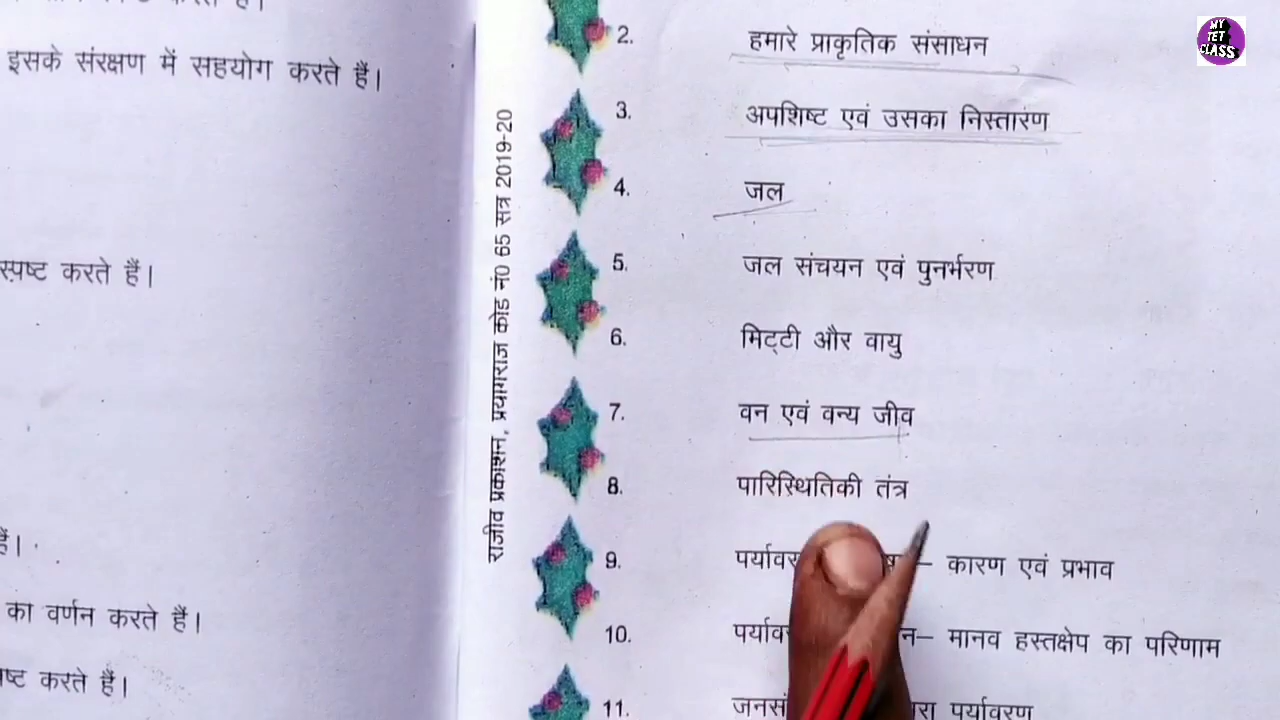 करते हैं।
इसके संरक्षण में सहयोग करते हैं।
स्पष्ट करते हैं।
हैं।
का वर्णन करते हैं।
करते हैं।
राजीव प्रकाशन, प्रयागराज कोड नं0 65 सत्र 2019-20
2. हमारे प्राकृतिक संसाधन
3. अपशिष्ट एवं उसका निस्तारंण
4. जल
5. जल संचयन एवं पुनर्भरण
6. मिट्टी और वायु
7. वन एवं वन्य जीव
8. पारिस्थितिकी तंत्र
9. – कारण एवं प्रभाव
10. – मानव हस्तक्षेप का परिणाम
11. पर्यावरण
MY TET CLASS